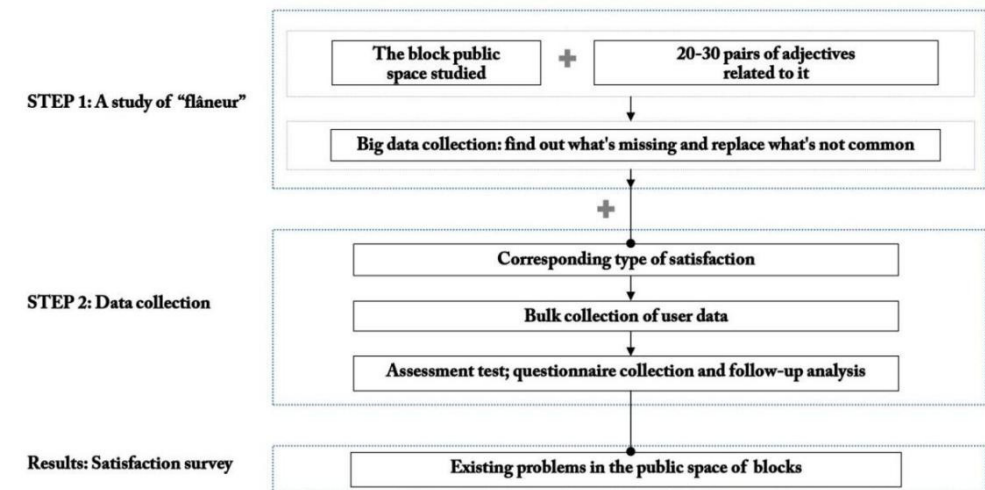 The block public
space studied
20-30 pairs of adjectives
related to it
STEP 1: A study of “flâneur”
Big data collection: find out what's missing and replace what's not common
Corresponding type of satisfaction
STEP 2: Data collection
Bulk collection of user data
Assessment test; questionnaire collection and follow-up analysis
Results: Satisfaction survey
Existing problems in the public space of blocks